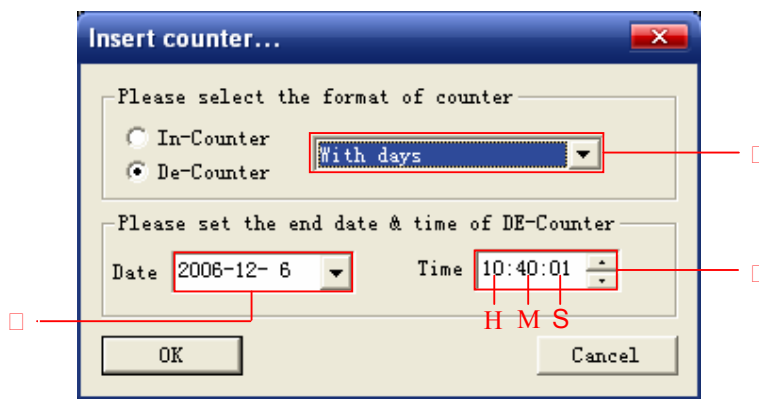 Insert counter...
Please select the format of counter
In-Counter
With days
De-Counter
Please set the end date & time of DE-Counter
Date 2006-12- 6 Time 10:40:01
H M S
OK Cancel